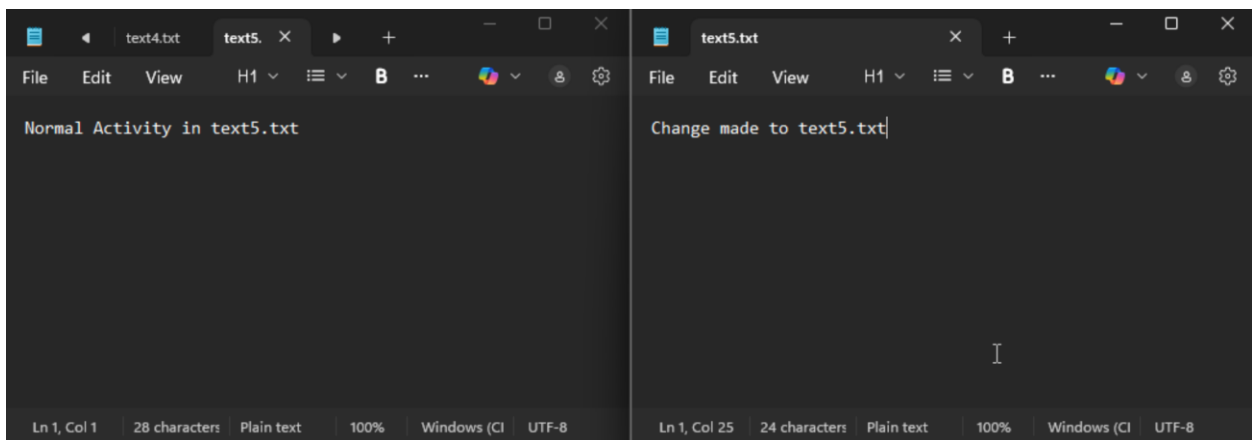 text4.txt text5.
File Edit View H1 B ...
Normal Activity in text5.txt
Ln 1, Col 1 28 characters Plain text 100% Windows (Cl UTF-8
text5.txt
File Edit View H1 B ...
Change made to text5.txt
Ln 1, Col 25 24 characters Plain text 100% Windows (Cl UTF-8